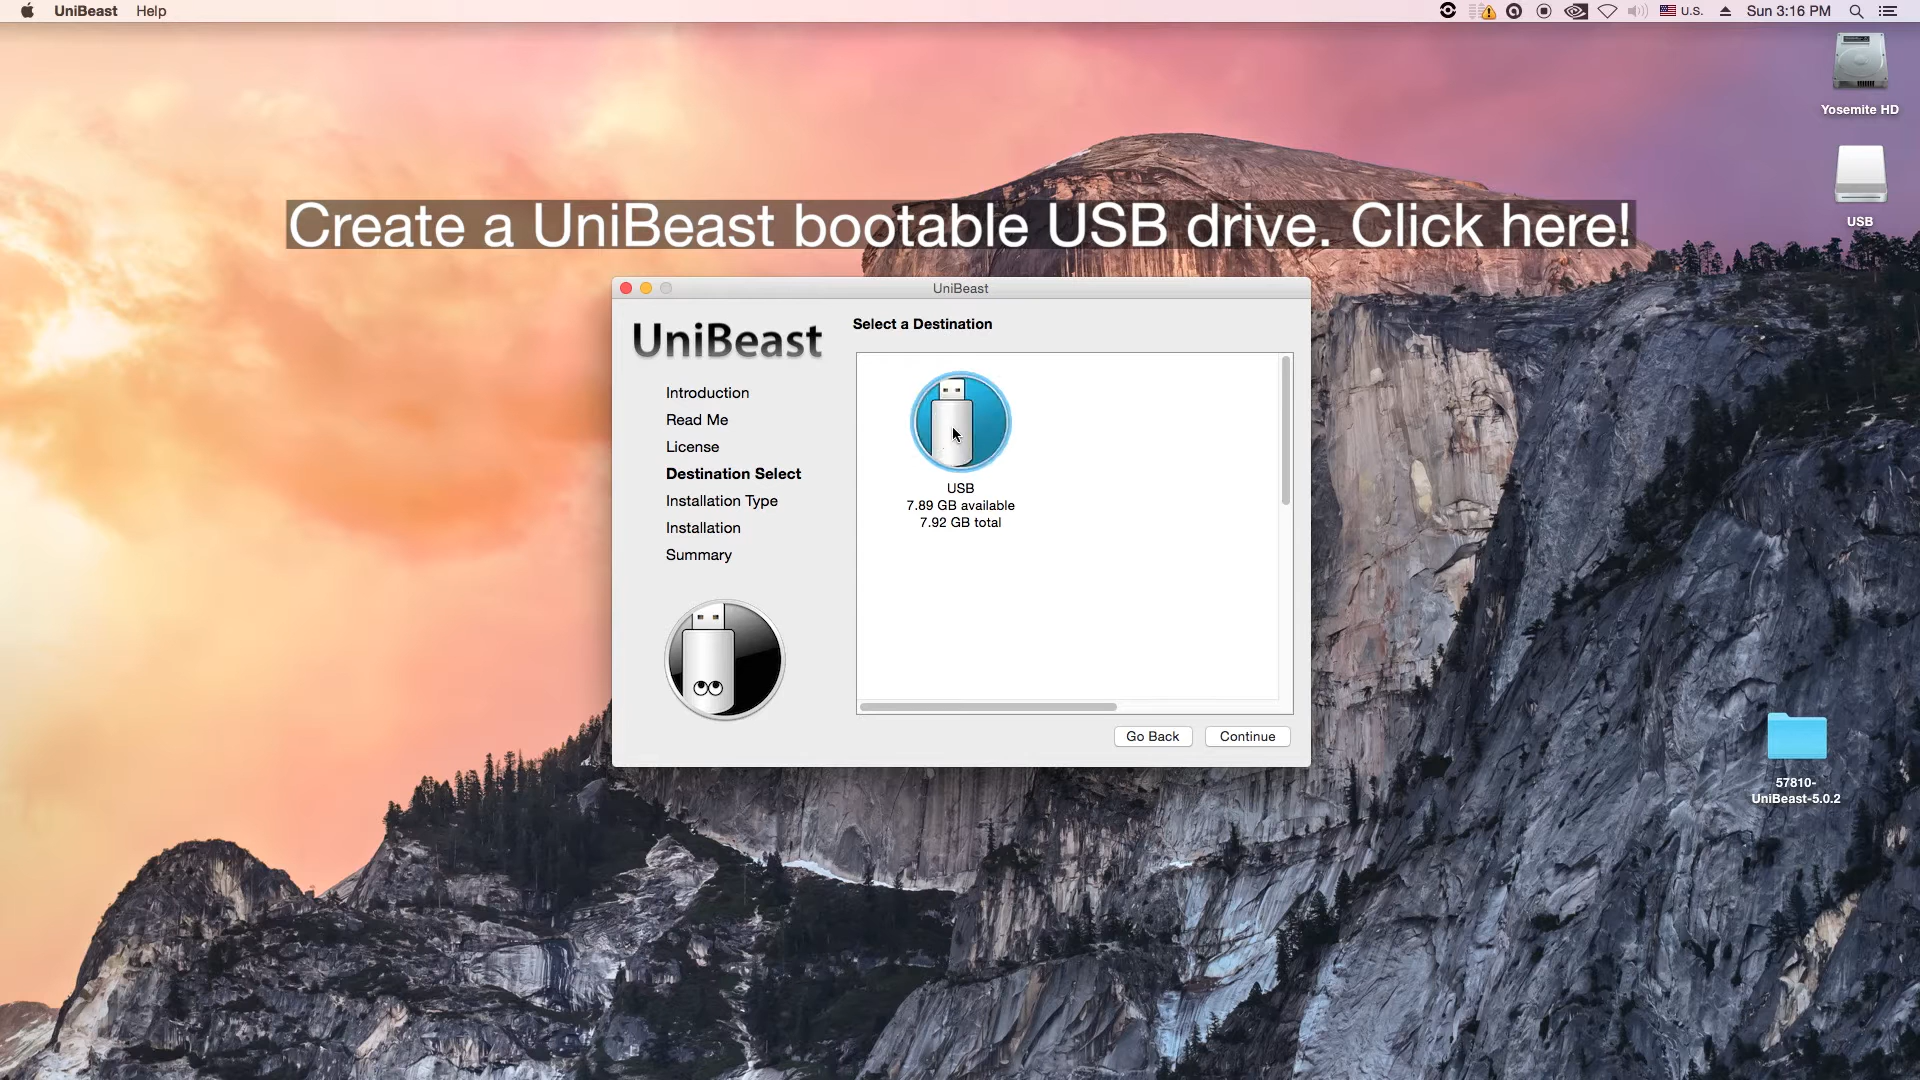 UniBeast Help
U.S. Sun 3:16 PM
Yosemite HD
USB
Create a UniBeast bootable USB drive. Click here!
UniBeast
UniBeast
Introduction
Read Me
License
Destination Select
Installation Type
Installation
Summary
Select a Destination
USB
7.89 GB available
7.92 GB total
Go Back Continue
57810-
UniBeast-5.0.2